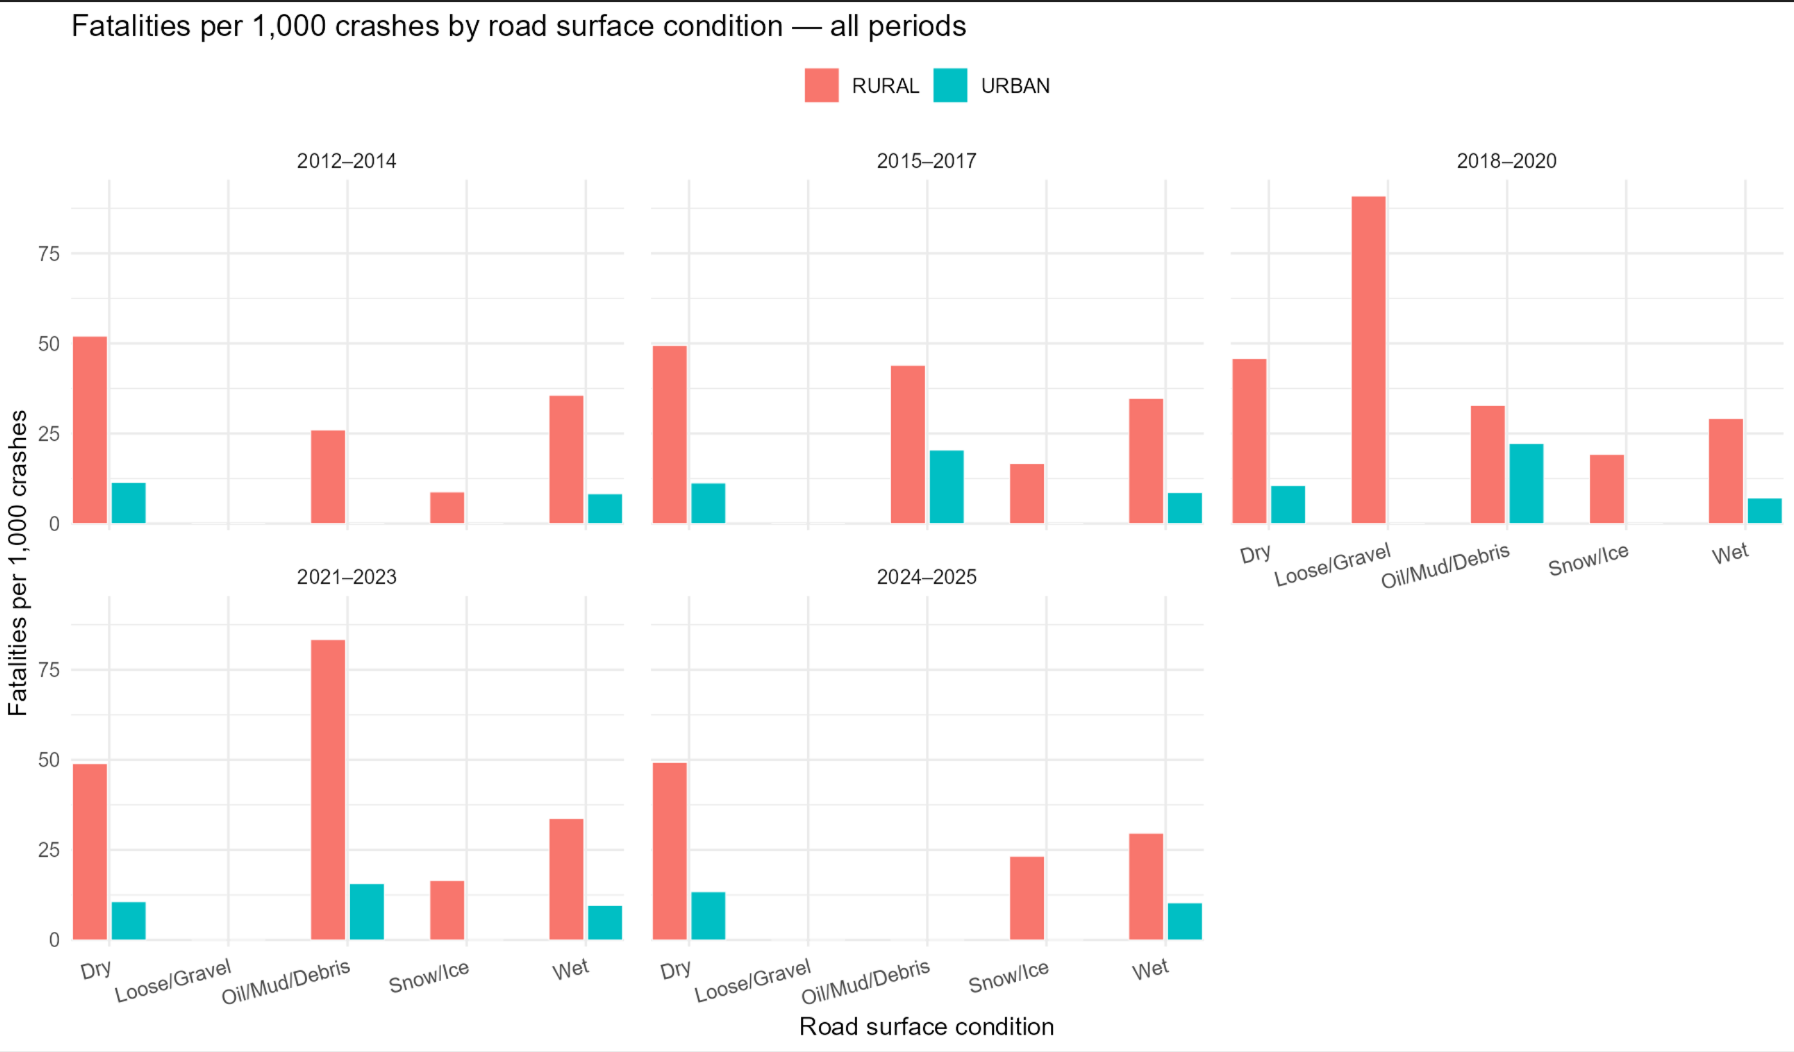 Fatalities per 1,000 crashes by road surface condition — all periods
RURAL URBAN
2012–2014 2015–2017 2018–2020
75
50
25
0
Dry Loose/Gravel Oil/Mud/Debris Snow/Ice Wet
2021–2023 2024–2025
75
50
25
0
Dry Loose/Gravel Oil/Mud/Debris Snow/Ice Wet Dry Loose/Gravel Oil/Mud/Debris Snow/Ice Wet
Fatalities per 1,000 crashes
Road surface condition